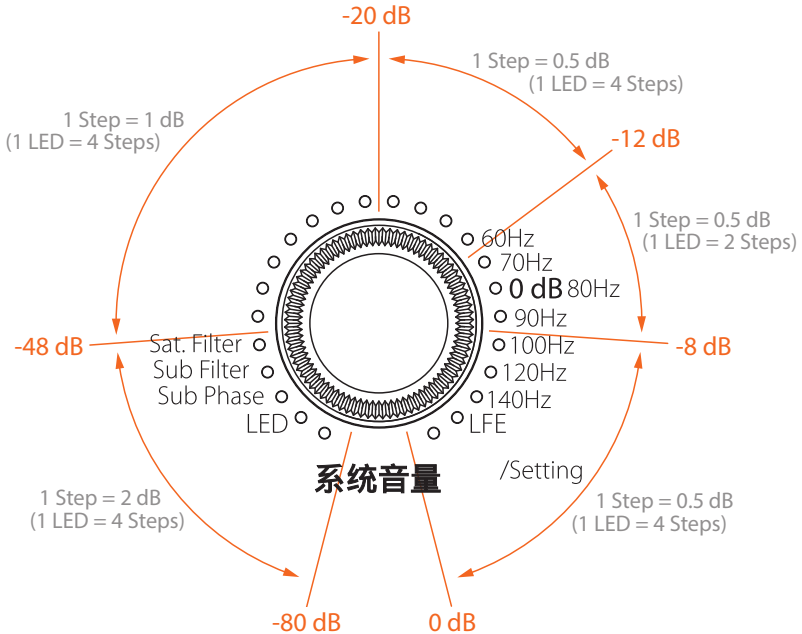 -20 dB
1 Step = 0.5 dB
(1 LED = 4 Steps)
1 Step = 1 dB
(1 LED = 4 Steps)
-12 dB
1 Step = 0.5 dB
(1 LED = 2 Steps)
60Hz
70Hz
0 dB 80Hz
90Hz
100Hz
120Hz
140Hz
LFE
-48 dB
Sat. Filter
Sub Filter
Sub Phase
LED
-8 dB
系统音量
/Setting
1 Step = 2 dB
(1 LED = 4 Steps)
1 Step = 0.5 dB
(1 LED = 4 Steps)
-80 dB
0 dB